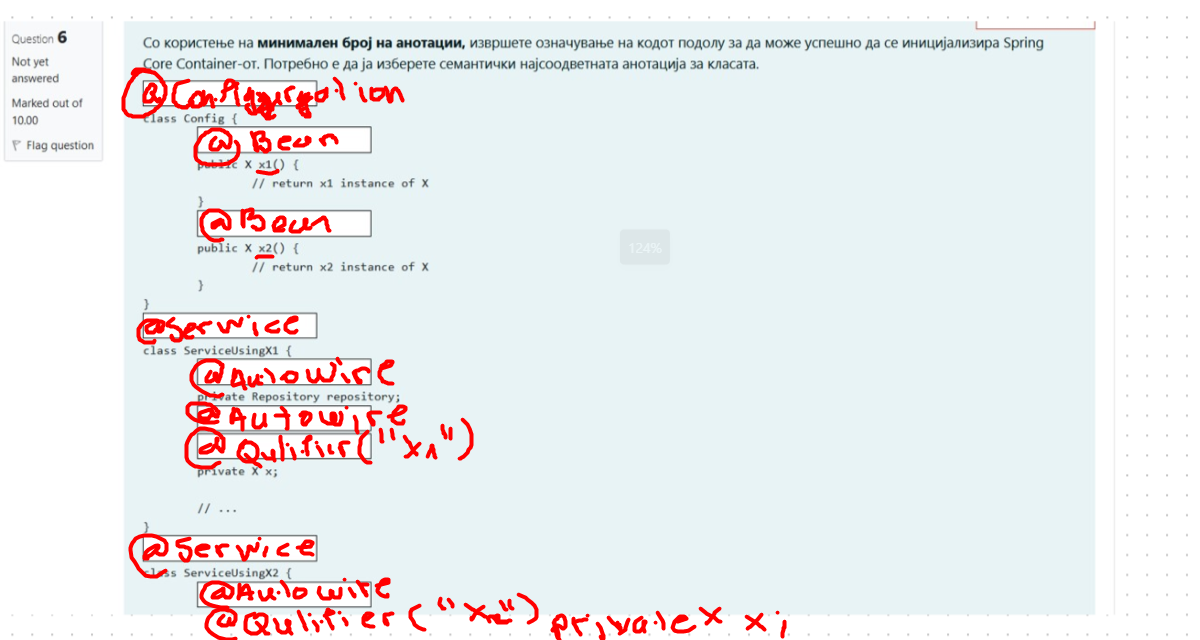 Question 6
Not yet
answered
Marked out of
10.00
Flag question
Со користење на минимален број на анотации, извршете означување на кодот подолу за да може успешно да се иницијализира Spring
Core Container-от. Потребно е да ја изберете семантички најсоодветната анотација за класата.
class Config {
@Bean
public X x1() {
// return x1 instance of X
}
@Bean
public X x2() {
// return x2 instance of X
}
}
@Service
class ServiceUsingX1 {
@AutoWire
private Repository repository;
@Autowire
@Qulifier("x1")
private X x;
// ...
}
@Service
class ServiceUsingX2 {
@Autowire
@Qulifier("x2") private X x;
124%